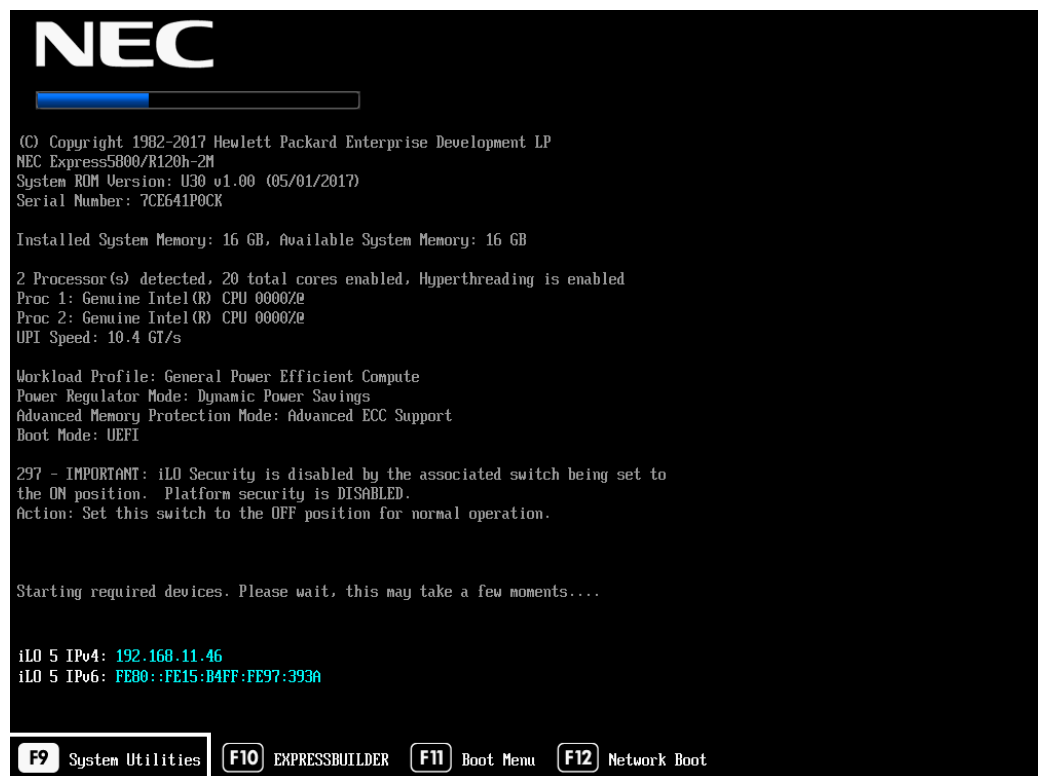 NEC
(C) Copyright 1982-2017 Hewlett Packard Enterprise Development LP
NEC Express5800/R120h-2M
System ROM Version: U30 v1.00 (05/01/2017)
Serial Number: 7CE641P0CK
Installed System Memory: 16 GB, Available System Memory: 16 GB
2 Processor(s) detected, 20 total cores enabled, Hyperthreading is enabled
Proc 1: Genuine Intel(R) CPU 0000%@
Proc 2: Genuine Intel(R) CPU 0000%@
UPI Speed: 10.4 GT/s
Workload Profile: General Power Efficient Compute
Power Regulator Mode: Dynamic Power Savings
Advanced Memory Protection Mode: Advanced ECC Support
Boot Mode: UEFI
297 - IMPORTANT: iLO Security is disabled by the associated switch being set to
the ON position.  Platform security is DISABLED.
Action: Set this switch to the OFF position for normal operation.
Starting required devices. Please wait, this may take a few moments....
iLO 5 IPv4: 192.168.11.46
iLO 5 IPv6: FE80::FE15:B4FF:FE97:393A
F9 System Utilities F10 EXPRESSBUILDER F11 Boot Menu F12 Network Boot